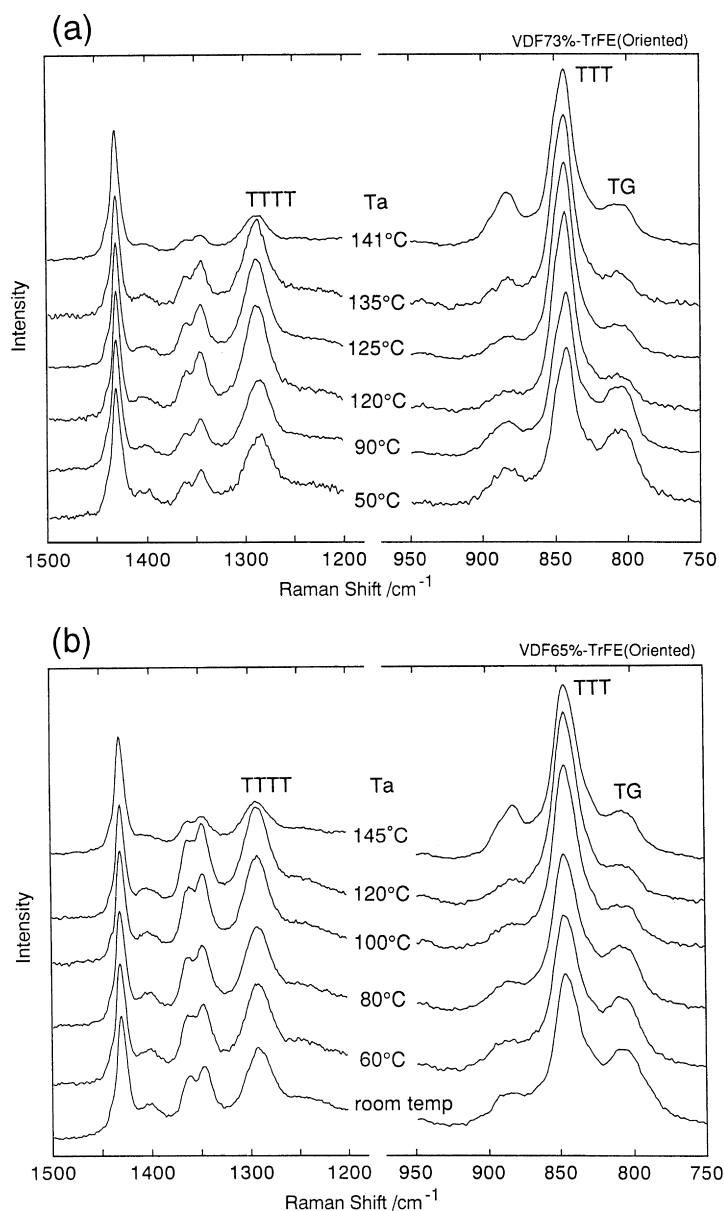 (a)
VDF73%-TrFE(Oriented)
TTT
TTTT
Ta
TG
141°C
135°C
125°C
120°C
90°C
50°C
Intensity
1500 1400 1300 1200 950 900 850 800 750
Raman Shift /cm-1
(b)
VDF65%-TrFE(Oriented)
TTT
TTTT
Ta
TG
145°C
120°C
100°C
80°C
60°C
room temp
Intensity
1500 1400 1300 1200 950 900 850 800 750
Raman Shift /cm-1